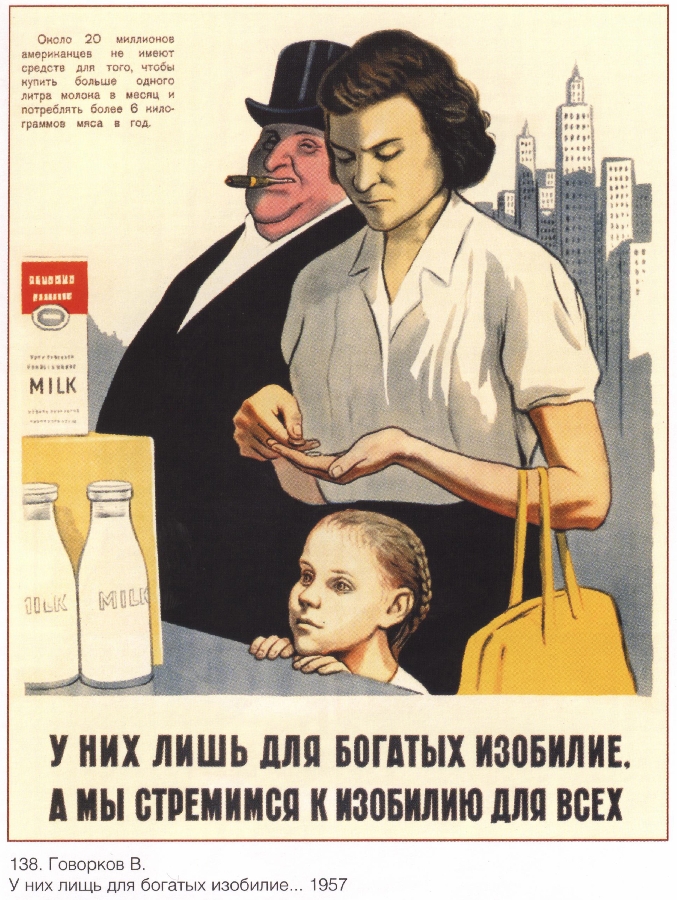 Около 20 миллионов
американцев не имеют
средств для того, чтобы
купить больше одного
литра молока в месяц и
потреблять более 6 кило-
граммов мяса в год.
MILK
MILK
MILK
У НИХ ЛИШЬ ДЛЯ БОГАТЫХ ИЗОБИЛИЕ,
А МЫ СТРЕМИМСЯ К ИЗОБИЛИЮ ДЛЯ ВСЕХ
138. Говорков В.
У них лищь для богатых изобилие... 1957